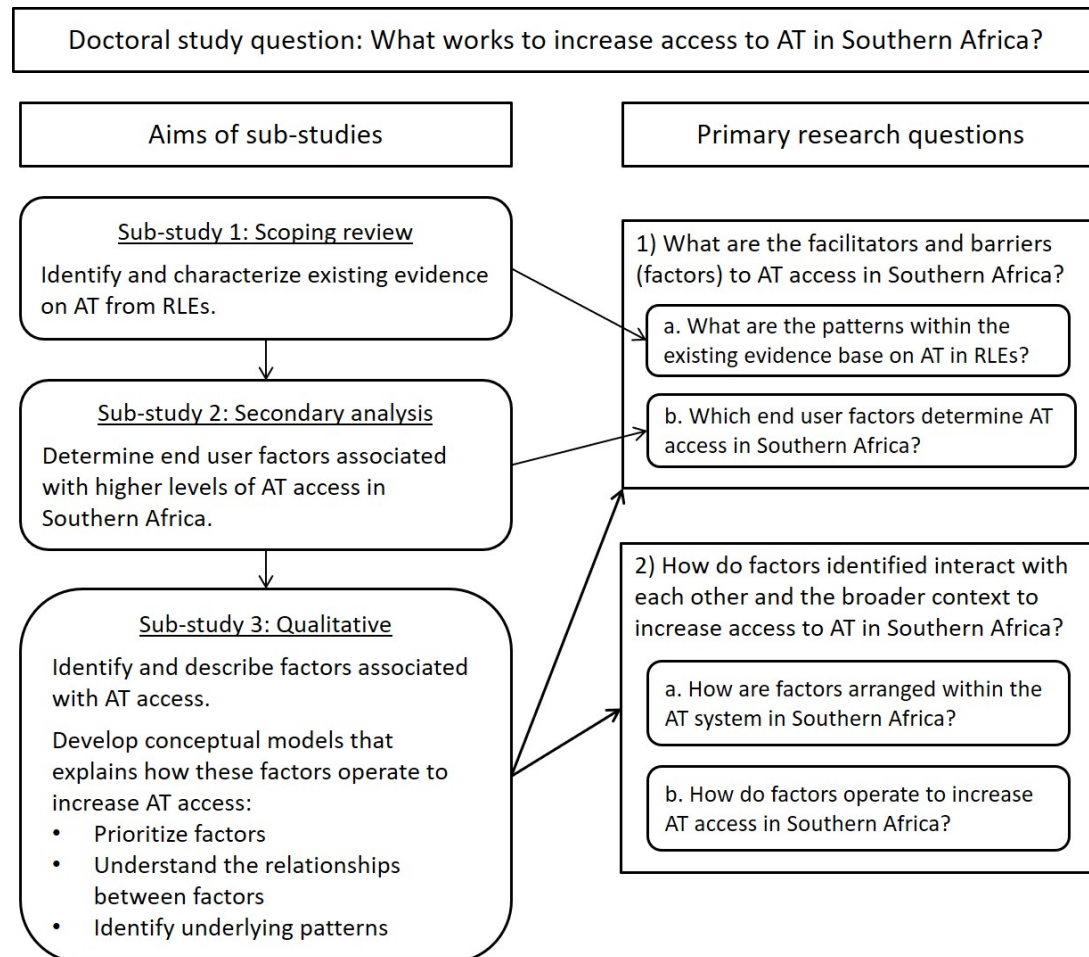 Doctoral study question: What works to increase access to AT in Southern Africa?
Aims of sub-studies
Sub-study 1: Scoping review
Identify and characterize existing evidence
on AT from RLEs.
Sub-study 2: Secondary analysis
Determine end user factors associated
with higher levels of AT access in
Southern Africa.
Sub-study 3: Qualitative
Identify and describe factors associated
with AT access.
Develop conceptual models that
explains how these factors operate to
increase AT access:
• Prioritize factors
• Understand the relationships
between factors
• Identify underlying patterns
Primary research questions
1) What are the facilitators and barriers
(factors) to AT access in Southern Africa?
a. What are the patterns within the
existing evidence base on AT in RLEs?
b. Which end user factors determine AT
access in Southern Africa?
2) How do factors identified interact with
each other and the broader context to
increase access to AT in Southern Africa?
a. How are factors arranged within the
AT system in Southern Africa?
b. How do factors operate to increase
AT access in Southern Africa?